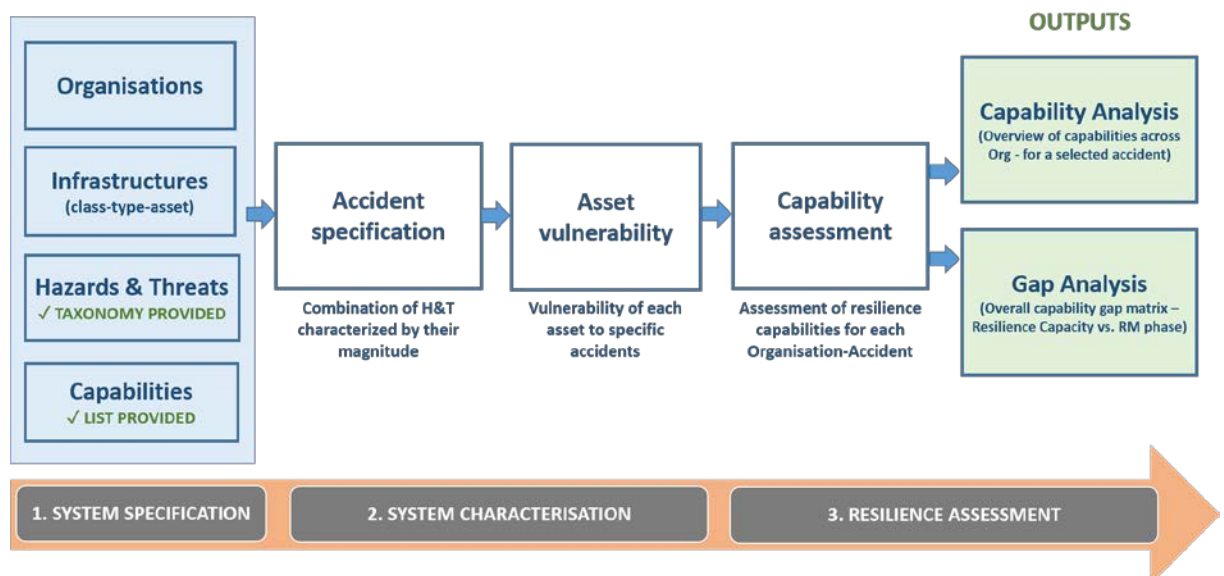 OUTPUTS
Organisations
Infrastructures
(class-type-asset)
Hazards & Threats
✓ TAXONOMY PROVIDED
Capabilities
✓ LIST PROVIDED
Accident
specification
Combination of H&T
characterized by their
magnitude
Asset
vulnerability
Vulnerability of each
asset to specific
accidents
Capability
assessment
Assessment of resilience
capabilities for each
Organisation-Accident
Capability Analysis
(Overview of capabilities across
Org - for a selected accident)
Gap Analysis
(Overall capability gap matrix –
Resilience Capacity vs. RM phase)
1. SYSTEM SPECIFICATION
2. SYSTEM CHARACTERISATION
3. RESILIENCE ASSESSMENT